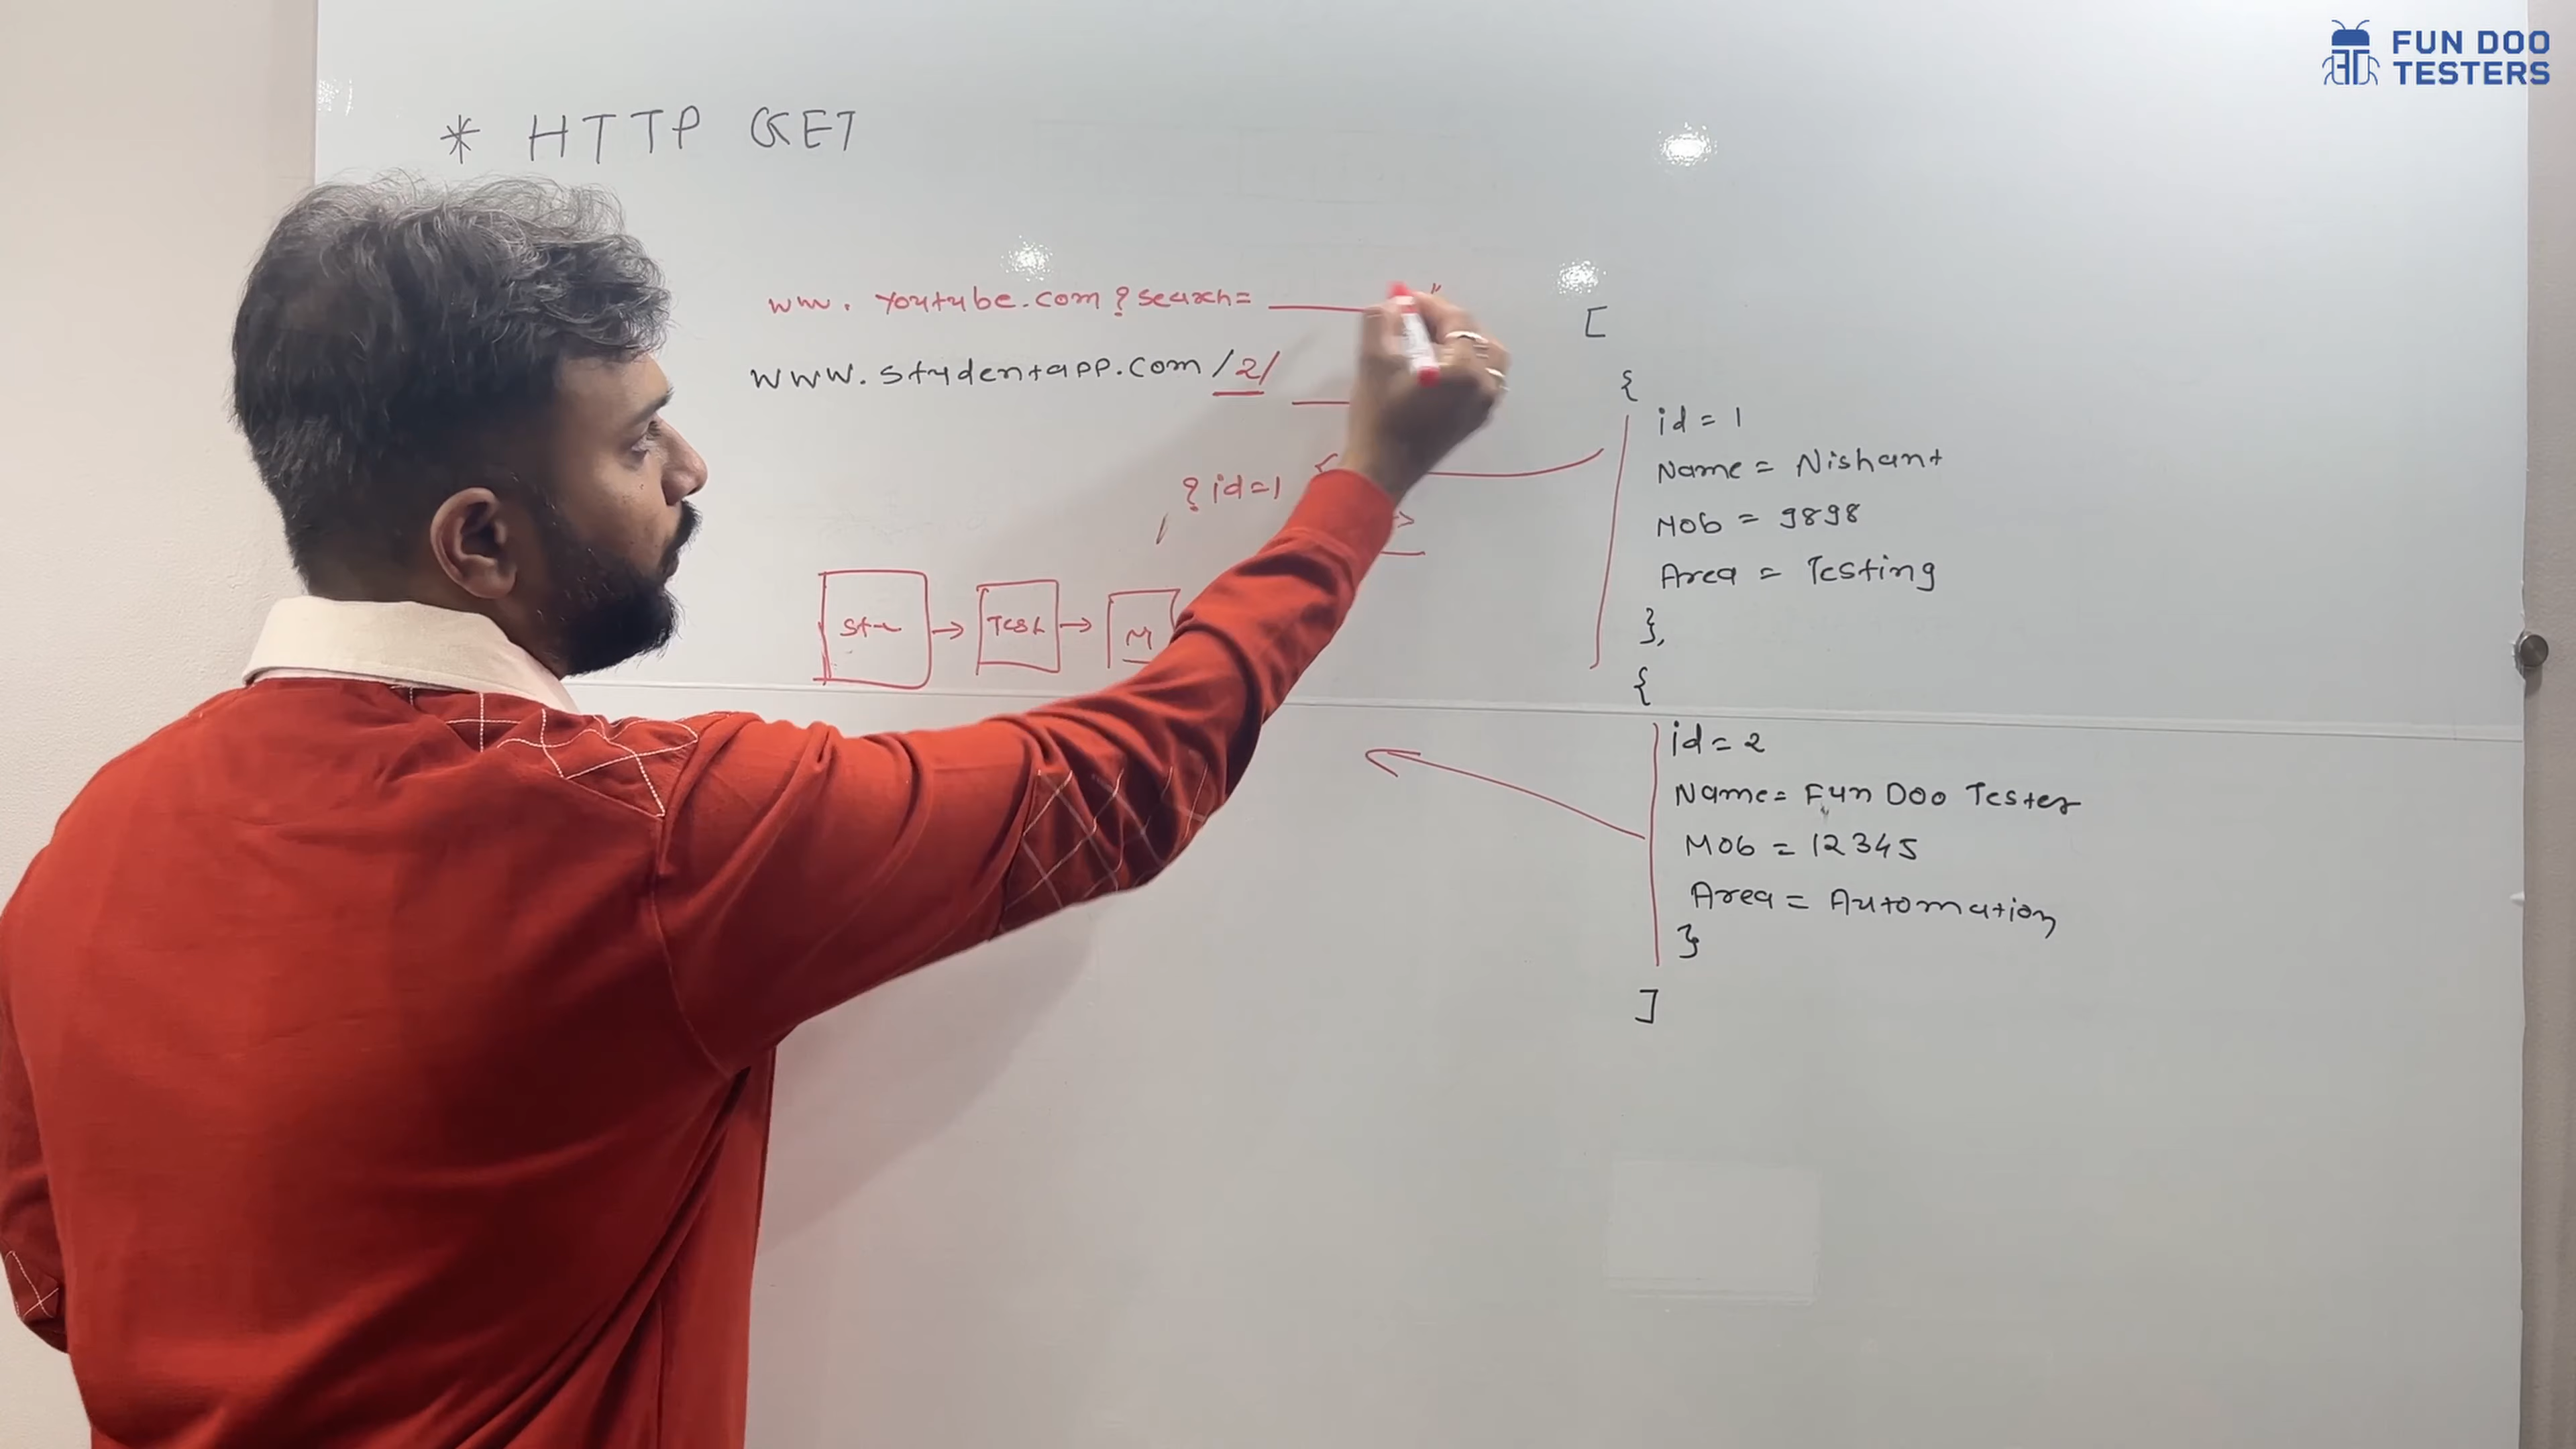 FUN DOO
TESTERS
* HTTP GET
ww. youtube.com?search=
www.studentapp.com/2/
?id=1
Stu → Test → M
[
{
id = 1
Name = Nishant
Mob = 9898
Area = Testing
},
{
id = 2
Name = Fun Doo Tester
Mob = 12345
Area = Automation
}
]